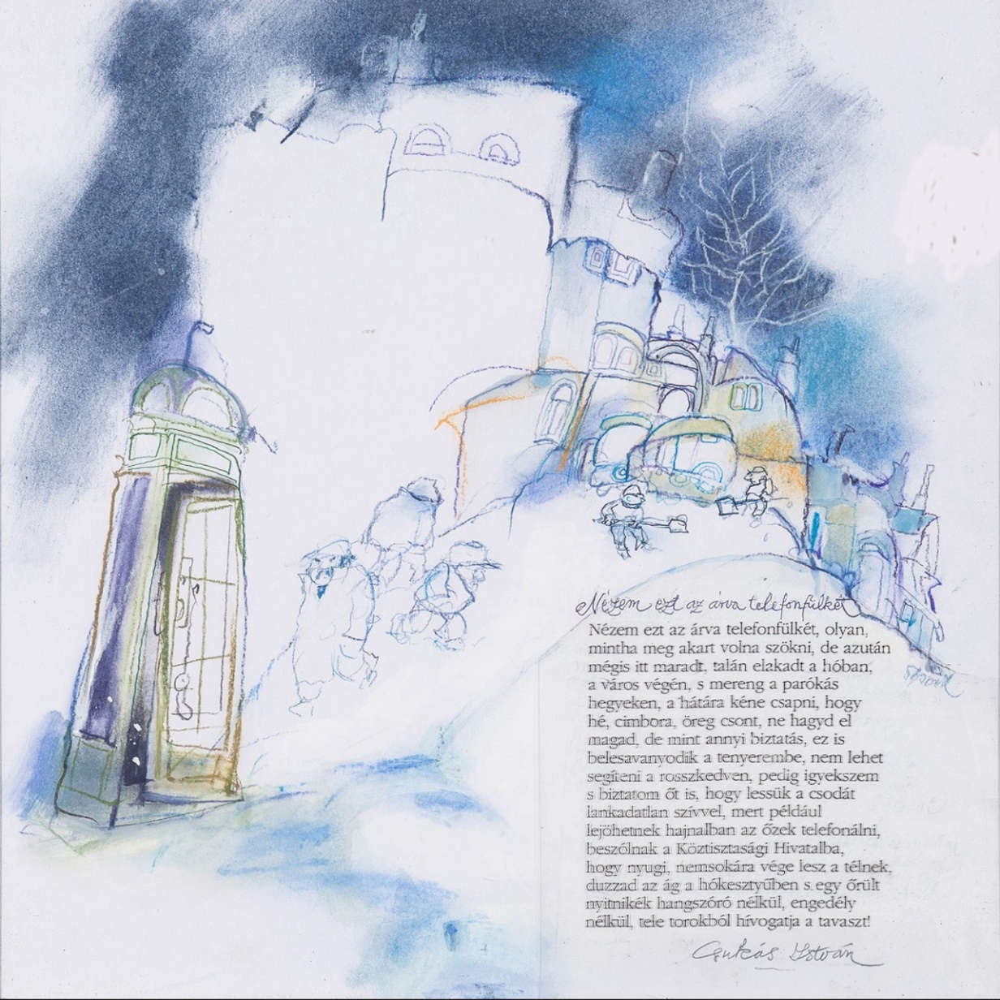 Nézem ezt az árva telefonfülkét
Nézem ezt az árva telefonfülkét, olyan,
mintha meg akart volna szökni, de azután
mégis itt maradt, talán elakadt a hóban,
a város végén, s mereng a parókás
hegyeken, a hátára kéne csapni, hogy
hé, cimbora, öreg csont, ne hagyd el
magad, de mint annyi biztatás, ez is
belesavanyodik a tenyerembe, nem lehet
segíteni a rosszkedven, pedig igyekszem
s biztatom őt is, hogy lessük a csodát
lankadatlan szívvel, mert például
lejöhetnek hajnalban az őzek telefonálni,
beszólnak a Köztisztasági Hivatalba,
hogy nyugi, nemsokára vége lesz a télnek,
duzzad az ág a hókesztyűben s egy őrült
nyitnikék hangszóró nélkül, engedély
nélkül, tele torokból hívogatja a tavaszt!
Csukás István